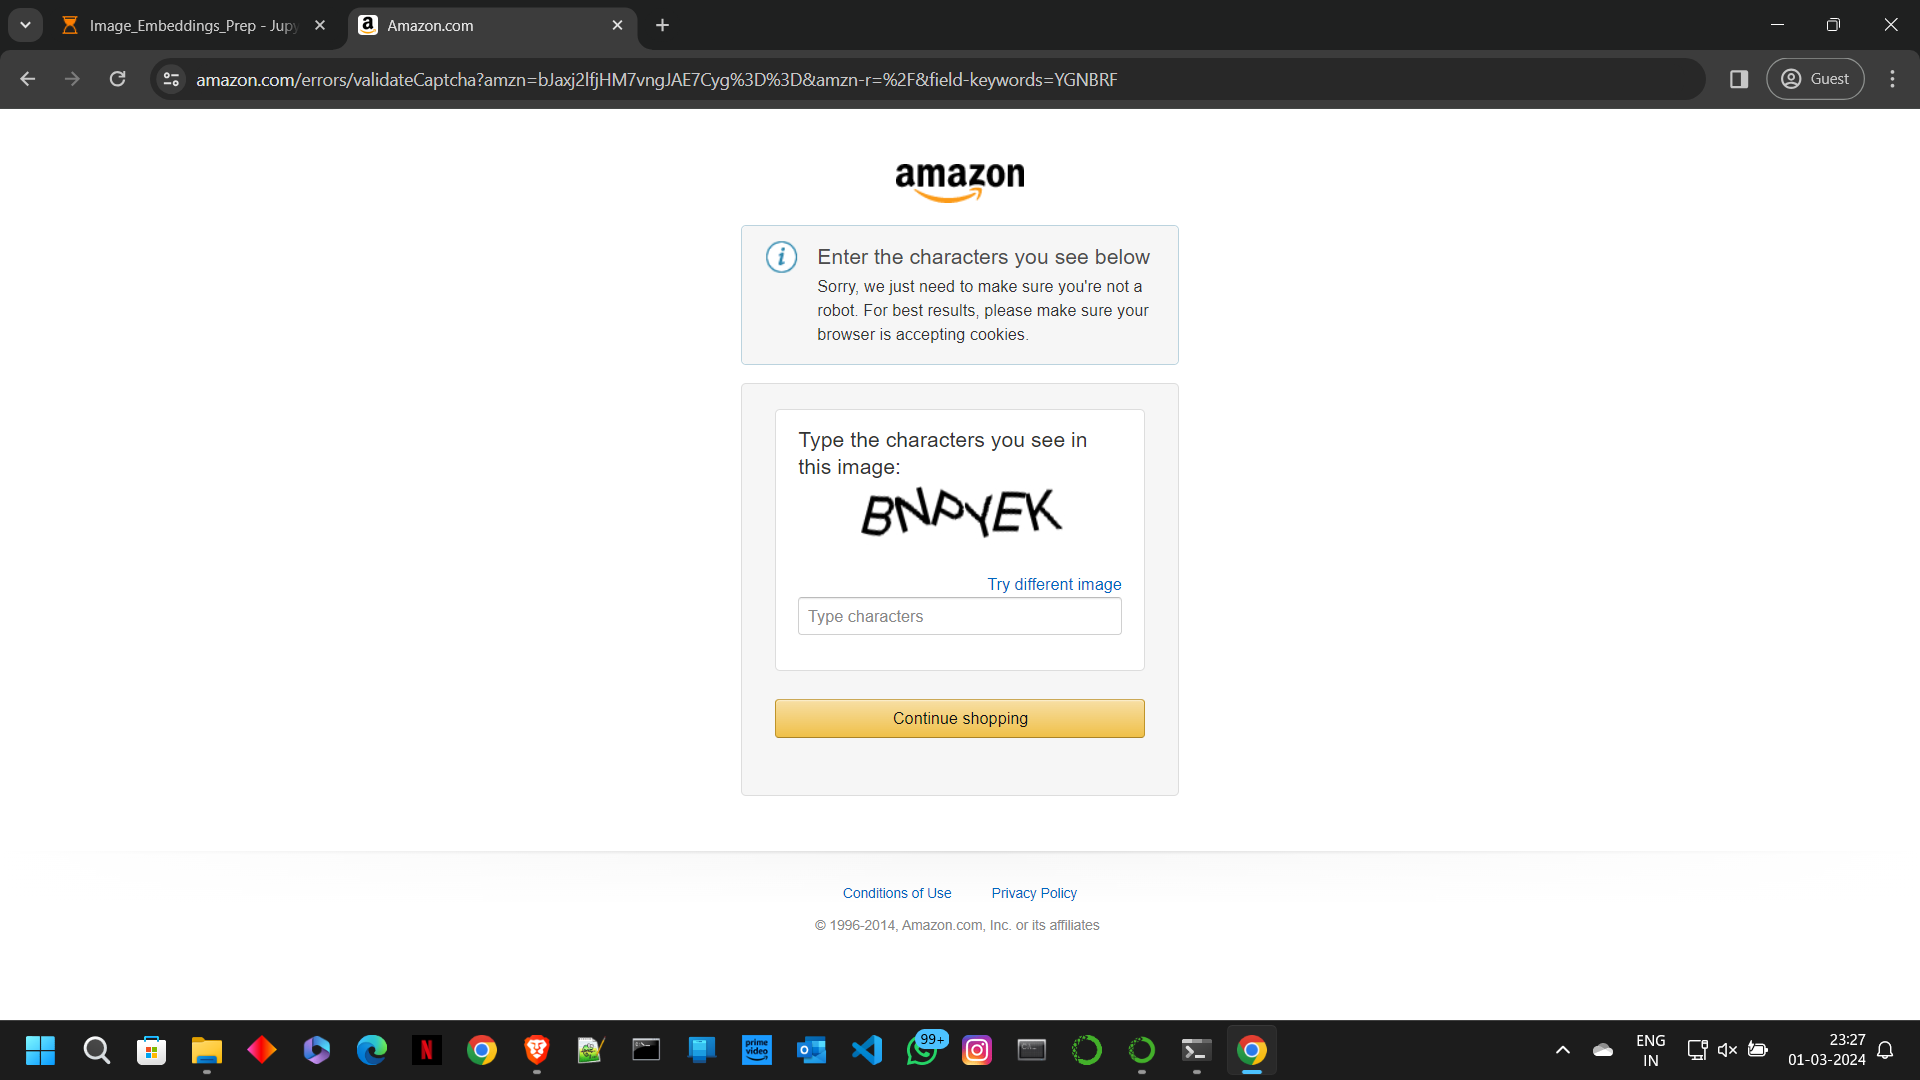 Image_Embeddings_Prep - Jupy
Amazon.com
amazon.com/errors/validateCaptcha?amzn=bJaxj2lfjHM7vngJAE7Cyg%3D%3D&amzn-r=%2F&field-keywords=YGNBRF
Guest
amazon
Enter the characters you see below
Sorry, we just need to make sure you're not a
robot. For best results, please make sure your
browser is accepting cookies.
Type the characters you see in
this image:
BNPYEK
Try different image
Type characters
Continue shopping
Conditions of Use Privacy Policy
© 1996-2014, Amazon.com, Inc. or its affiliates
prime video
99+
ENG
IN
23:27
01-03-2024